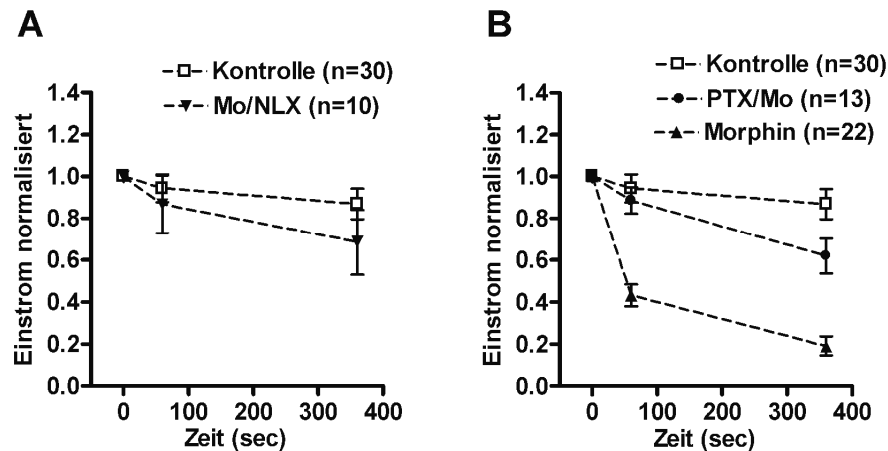 A
Kontrolle (n=30)
Mo/NLX (n=10)
Einstrom normalisiert
1.4
1.2
1.0
0.8
0.6
0.4
0.2
0.0
0 100 200 300 400
Zeit (sec)
B
Kontrolle (n=30)
PTX/Mo (n=13)
Morphin (n=22)
Einstrom normalisiert
1.4
1.2
1.0
0.8
0.6
0.4
0.2
0.0
0 100 200 300 400
Zeit (sec)